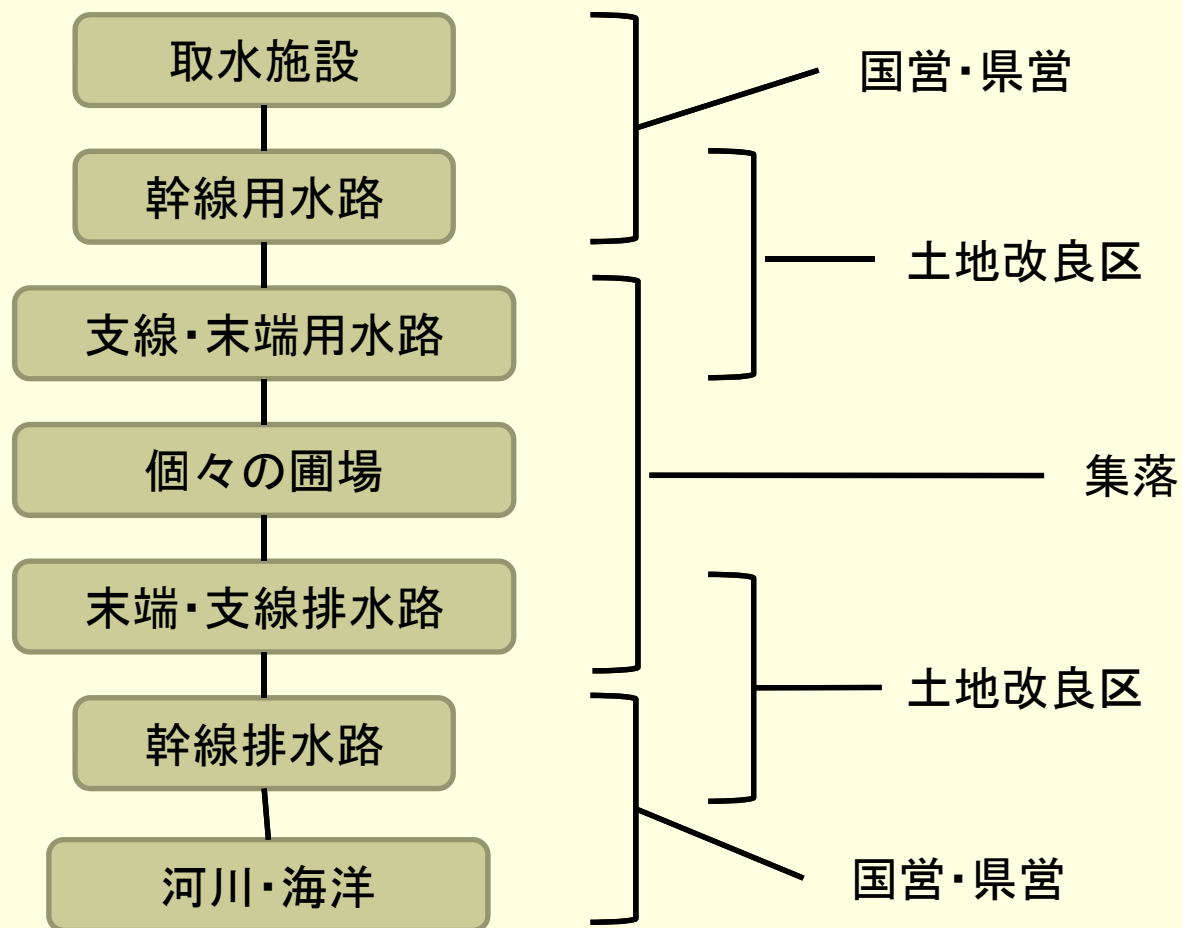 取水施設
国営・県営
幹線用水路
土地改良区
支線・末端用水路
個々の圃場
集落
末端・支線排水路
土地改良区
幹線排水路
河川・海洋
国営・県営